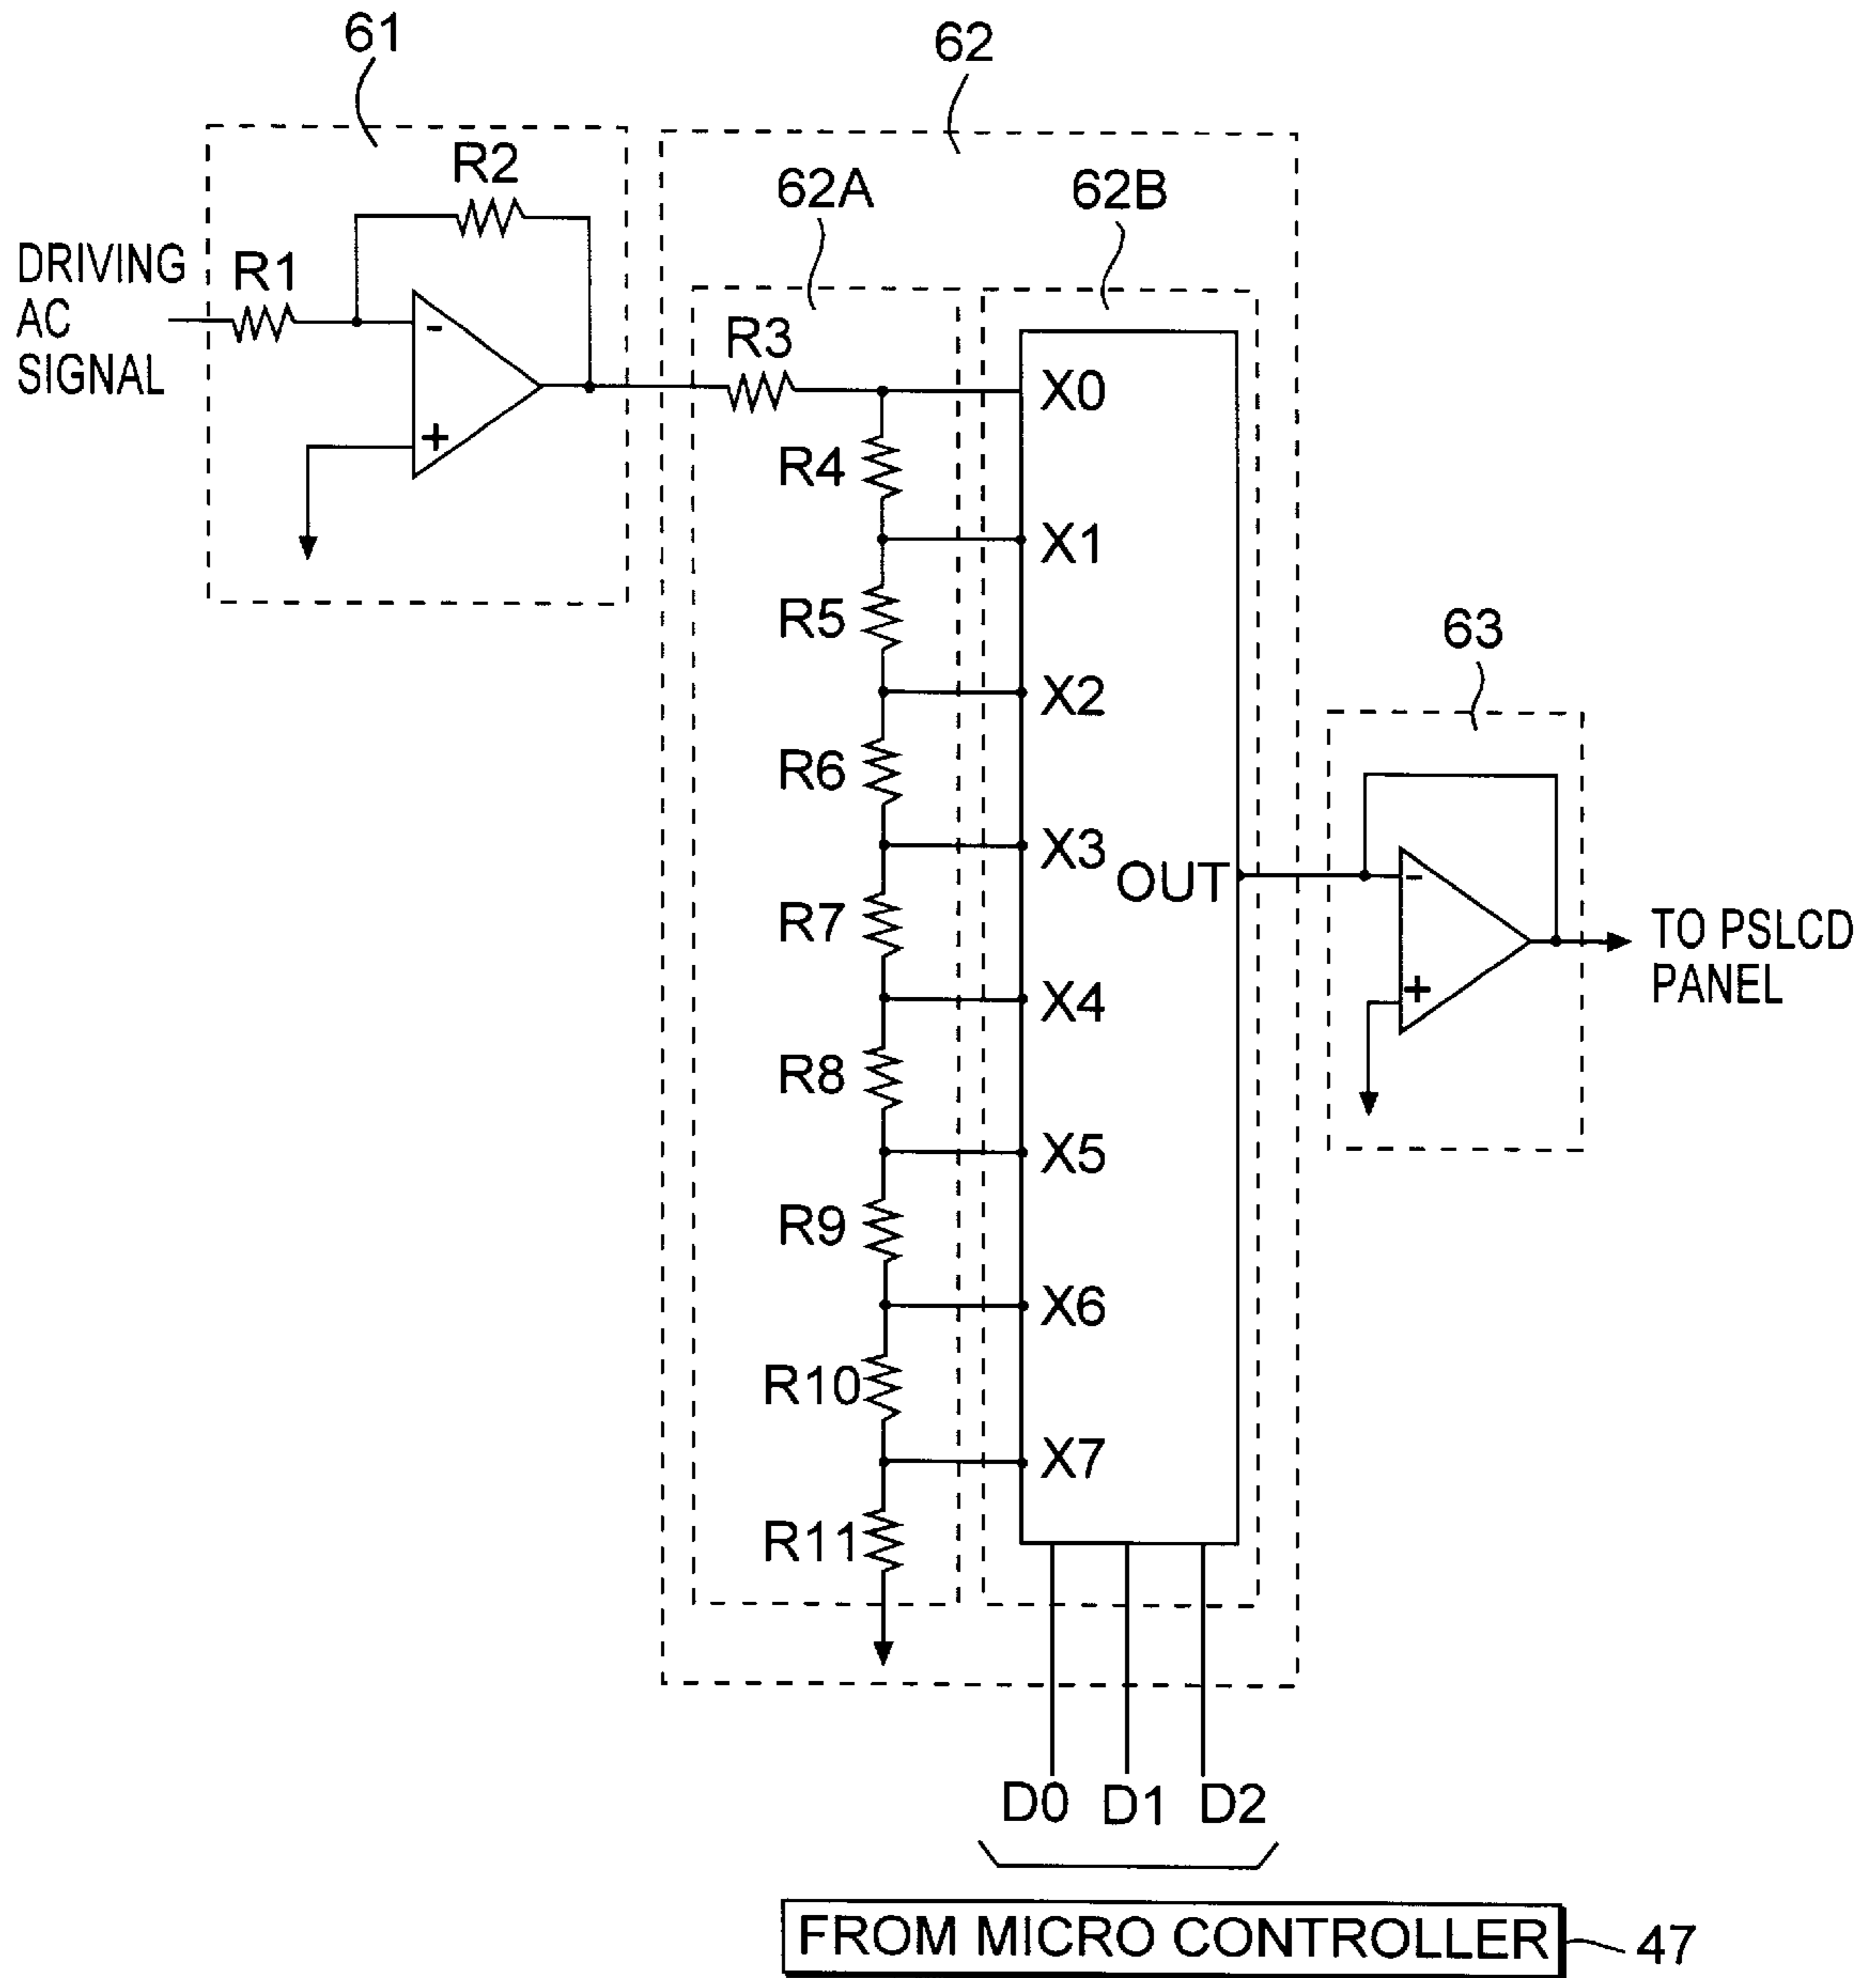 61
62
R2
62A
62B
DRIVING
AC
SIGNAL
R1
-
+
R3
X0
R4
X1
R5
63
X2
R6
X3
OUT
-
+
R7
TO PSLCD
PANEL
X4
R8
X5
R9
X6
R10
X7
R11
D0 D1 D2
FROM MICRO CONTROLLER
47